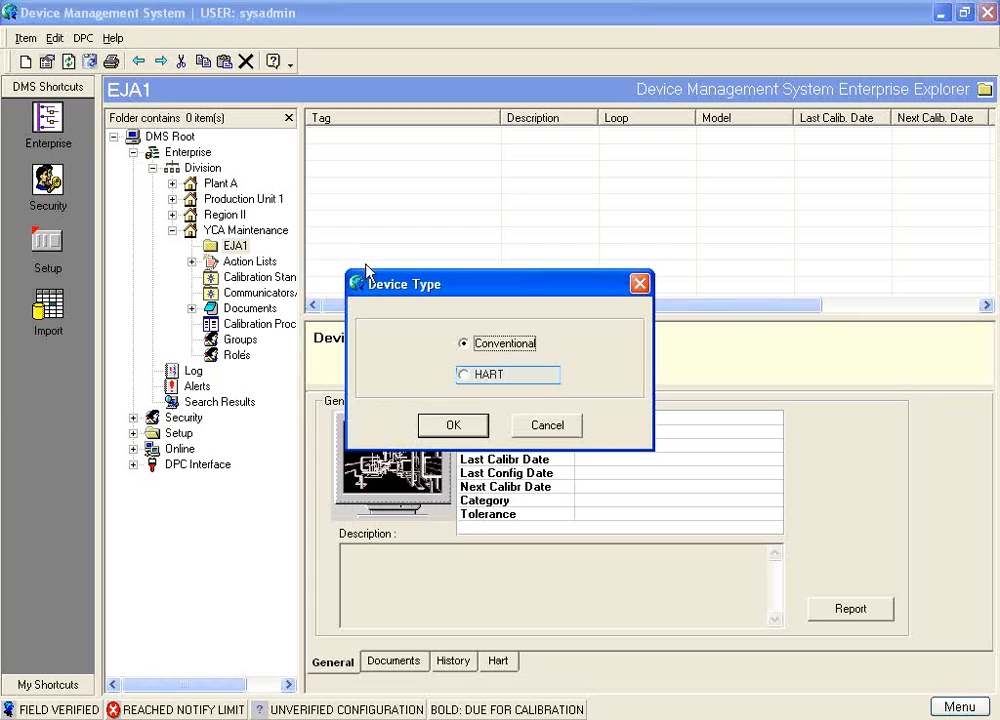 Device Management System | USER: sysadmin
Item Edit DPC Help
DMS Shortcuts
Enterprise
Security
Setup
Import
My Shortcuts
EJA1
Device Management System Enterprise Explorer
Folder contains 0 item(s)
DMS Root
Enterprise
Division
Plant A
Production Unit 1
Region II
YCA Maintenance
EJA1
Action Lists
Calibration Stan
Communicators/
Documents
Calibration Proc
Groups
Roles
Log
Alerts
Search Results
Security
Setup
Online
DPC Interface
Tag Description Loop Model Last Calib. Date Next Calib. Date
Devi
Device Type
Conventional
HART
OK Cancel
Gen
Last Calibr Date
Last Config Date
Next Calibr Date
Category
Tolerance
Description :
Report
General Documents History Hart
FIELD VERIFIED REACHED NOTIFY LIMIT ? UNVERIFIED CONFIGURATION BOLD: DUE FOR CALIBRATION
Menu